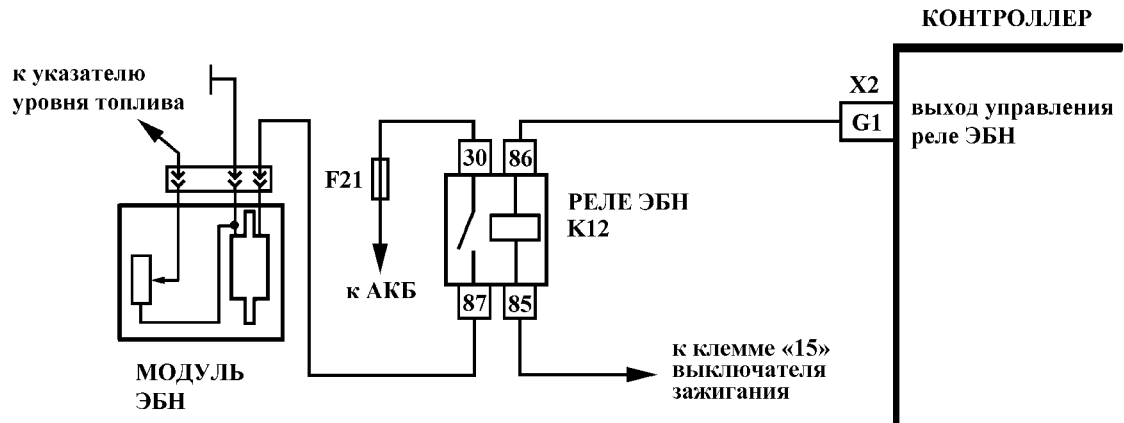 КОНТРОЛЛЕР
к указателю
уровня топлива
X2
G1
выход управления
реле ЭБН
F21
30
86
РЕЛЕ ЭБН
K12
к АКБ
87
85
МОДУЛЬ
ЭБН
к клемме «15»
выключателя
зажигания